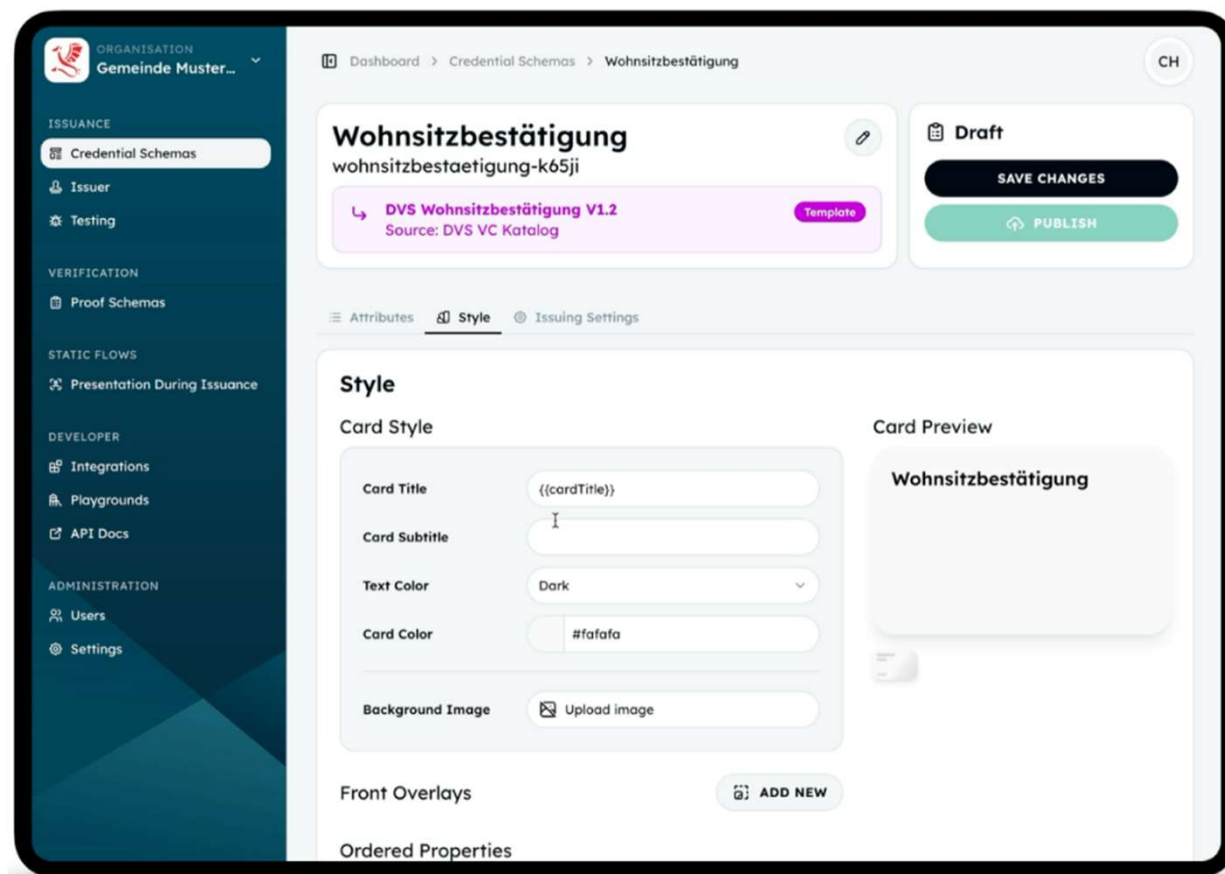 ORGANISATION
Gemeinde Muster...
ISSUANCE
Credential Schemas
Issuer
Testing
VERIFICATION
Proof Schemas
STATIC FLOWS
Presentation During Issuance
DEVELOPER
Integrations
Playgrounds
API Docs
ADMINISTRATION
Users
Settings
Dashboard > Credential Schemas > Wohnsitzbestätigung
CH
Wohnsitzbestätigung
wohnsitzbestaetigung-k65ji
DVS Wohnsitzbestätigung V1.2
Template
Source: DVS VC Katalog
Draft
SAVE CHANGES
PUBLISH
Attributes Style Issuing Settings
Style
Card Style
Card Title {{cardTitle}}
Card Subtitle
Text Color Dark
Card Color #fafafa
Background Image Upload image
Card Preview
Wohnsitzbestätigung
Front Overlays ADD NEW
Ordered Properties